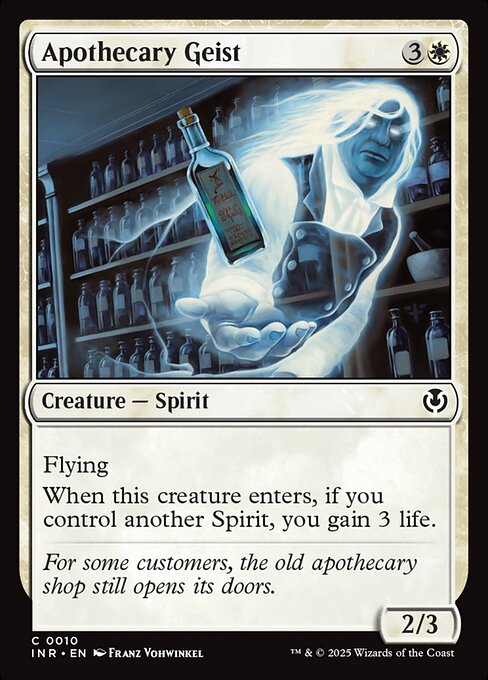 Apothecary Geist 3
Creature — Spirit
Flying
When this creature enters, if you
control another Spirit, you gain 3 life.
For some customers, the old apothecary
shop still opens its doors.
2/3
C 0010
INR • EN Franz Vohwinkel
™ & © 2025 Wizards of the Coast